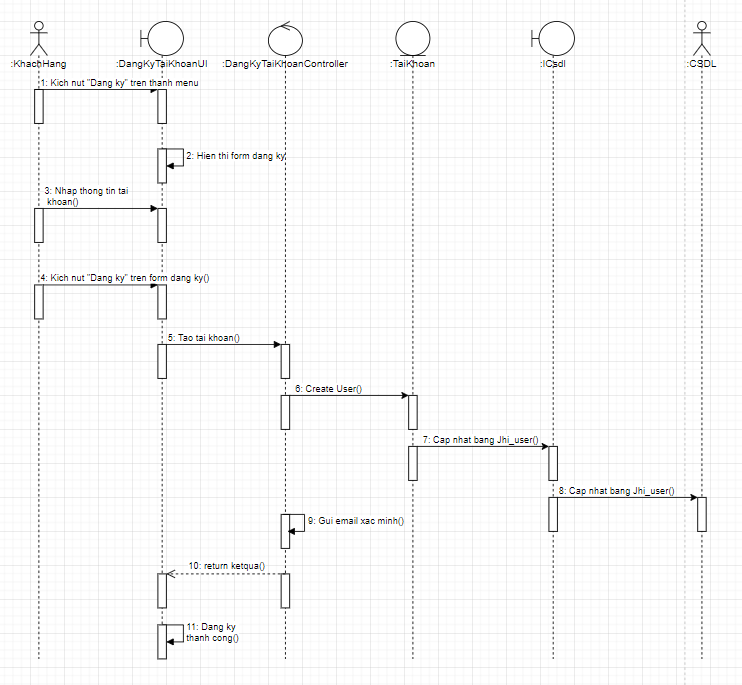 :KhachHang
:DangKyTaiKhoanUI
:DangKyTaiKhoanController
:TaiKhoan
:ICsdl
:CSDL
1: Kich nut "Dang ky" tren thanh menu
2: Hien thi form dang ky
3: Nhap thong tin tai
khoan()
4: Kich nut "Dang ky" tren form dang ky()
5: Tao tai khoan()
6: Create User()
7: Cap nhat bang Jhi_user()
8: Cap nhat bang Jhi_user()
9: Gui email xac minh()
10: return ketqua()
11: Dang ky
thanh cong()